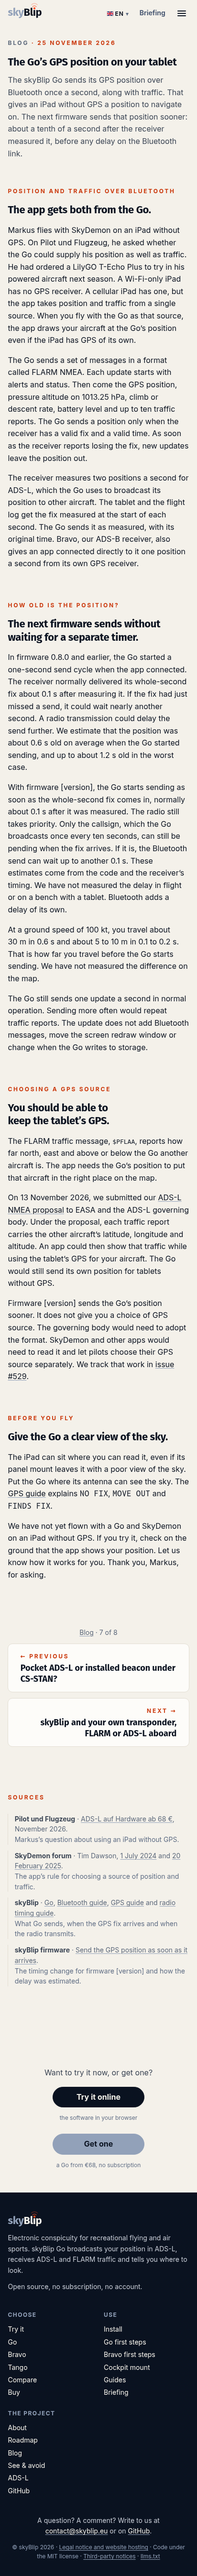 skyBlip
EN
Briefing
BLOG · 25 NOVEMBER 2026
The Go’s GPS position on your tablet
The skyBlip Go sends its GPS position over
Bluetooth once a second, along with traffic. That
gives an iPad without GPS a position to navigate
on. The next firmware sends that position sooner:
about a tenth of a second after the receiver
measured it, before any delay on the Bluetooth
link.
POSITION AND TRAFFIC OVER BLUETOOTH
The app gets both from the Go.
Markus flies with SkyDemon on an iPad without
GPS. On Pilot und Flugzeug, he asked whether
the Go could supply his position as well as traffic.
He had ordered a LilyGO T-Echo Plus to try in his
powered aircraft next season. A Wi-Fi-only iPad
has no GPS receiver. A cellular iPad has one, but
the app takes position and traffic from a single
source. When you fly with the Go as that source,
the app draws your aircraft at the Go’s position
even if the iPad has GPS of its own.
The Go sends a set of messages in a format
called FLARM NMEA. Each update starts with
alerts and status. Then come the GPS position,
pressure altitude on 1013.25 hPa, climb or
descent rate, battery level and up to ten traffic
reports. The Go sends a position only when the
receiver has a valid fix and a valid time. As soon
as the receiver reports losing the fix, new updates
leave the position out.
The receiver measures two positions a second for
ADS-L, which the Go uses to broadcast its
position to other aircraft. The tablet and the flight
log get the fix measured at the start of each
second. The Go sends it as measured, with its
original time. Bravo, our ADS-B receiver, also
gives an app connected directly to it one position
a second from its own GPS receiver.
HOW OLD IS THE POSITION?
The next firmware sends without
waiting for a separate timer.
In firmware 0.8.0 and earlier, the Go started a
one-second send cycle when the app connected.
The receiver normally delivered its whole-second
fix about 0.1 s after measuring it. If the fix had just
missed a send, it could wait nearly another
second. A radio transmission could delay the
send further. We estimate that the position was
about 0.6 s old on average when the Go started
sending, and up to about 1.2 s old in the worst
case.
With firmware [version], the Go starts sending as
soon as the whole-second fix comes in, normally
about 0.1 s after it was measured. The radio still
takes priority. Only the callsign, which the Go
broadcasts once every ten seconds, can still be
pending when the fix arrives. If it is, the Bluetooth
send can wait up to another 0.1 s. These
estimates come from the code and the receiver’s
timing. We have not measured the delay in flight
or on a bench with a tablet. Bluetooth adds a
delay of its own.
At a ground speed of 100 kt, you travel about
30 m in 0.6 s and about 5 to 10 m in 0.1 to 0.2 s.
That is how far you travel before the Go starts
sending. We have not measured the difference on
the map.
The Go still sends one update a second in normal
operation. Sending more often would repeat
traffic reports. The update does not add Bluetooth
messages, move the screen redraw window or
change when the Go writes to storage.
CHOOSING A GPS SOURCE
You should be able to
keep the tablet’s GPS.
The FLARM traffic message, $PFLAA, reports how
far north, east and above or below the Go another
aircraft is. The app needs the Go’s position to put
that aircraft in the right place on the map.
On 13 November 2026, we submitted our ADS-L
NMEA proposal to EASA and the ADS-L governing
body. Under the proposal, each traffic report
carries the other aircraft’s latitude, longitude and
altitude. An app could then show that traffic while
using the tablet’s GPS for your aircraft. The Go
would still send its own position for tablets
without GPS.
Firmware [version] sends the Go’s position
sooner. It does not give you a choice of GPS
source. The governing body would need to adopt
the format. SkyDemon and other apps would
need to read it and let pilots choose their GPS
source separately. We track that work in issue
#529.
BEFORE YOU FLY
Give the Go a clear view of the sky.
The iPad can sit where you can read it, even if its
panel mount leaves it with a poor view of the sky.
Put the Go where its antenna can see the sky. The
GPS guide explains NO FIX, MOVE OUT and
FINDS FIX.
We have not yet flown with a Go and SkyDemon
on an iPad without GPS. If you try it, check on the
ground that the app shows your position. Let us
know how it works for you. Thank you, Markus,
for asking.
Blog · 7 of 8
← PREVIOUS
Pocket ADS-L or installed beacon under
CS-STAN?
NEXT →
skyBlip and your own transponder,
FLARM or ADS-L aboard
SOURCES
Pilot und Flugzeug · ADS-L auf Hardware ab 68 €,
November 2026.
Markus’s question about using an iPad without GPS.
SkyDemon forum · Tim Dawson, 1 July 2024 and 20
February 2025.
The app’s rule for choosing a source of position and
traffic.
skyBlip · Go, Bluetooth guide, GPS guide and radio
timing guide.
What Go sends, when the GPS fix arrives and when
the radio transmits.
skyBlip firmware · Send the GPS position as soon as it
arrives.
The timing change for firmware [version] and how the
delay was estimated.
Want to try it now, or get one?
Try it online
the software in your browser
Get one
a Go from €68, no subscription
skyBlip
Electronic conspicuity for recreational flying and air
sports. skyBlip Go broadcasts your position in ADS-L,
receives ADS-L and FLARM traffic and tells you where to
look.
Open source, no subscription, no account.
CHOOSE
Try it
Go
Bravo
Tango
Compare
Buy
USE
Install
Go first steps
Bravo first steps
Cockpit mount
Guides
Briefing
THE PROJECT
About
Roadmap
Blog
See & avoid
ADS-L
GitHub
A question? A comment? Write to us at
contact@skyblip.eu or on GitHub.
© skyBlip 2026 · Legal notice and website hosting · Code under
the MIT license · Third-party notices · llms.txt